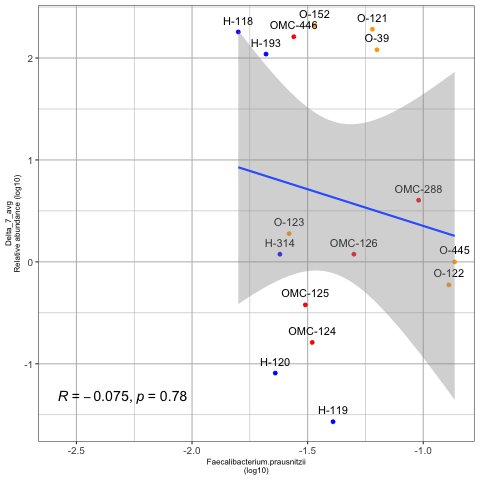 O-152
H-118
OMC-446
O-121
H-193
O-39
2
1
OMC-288
O-123
H-314
OMC-126
O-445
0
O-122
OMC-125
OMC-124
-1
H-120
R = −0.075, p = 0.78
H-119
-2.5
-2.0
-1.5
-1.0
Faecalibacterium.prausnitzii
(log10)
Delta_7_avg
Relative abundance (log10)